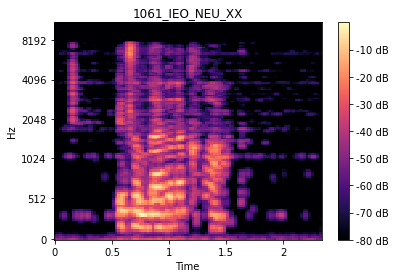 1061_IEO_NEU_XX
8192
4096
2048
1024
512
0
Hz
0
0.5
1
1.5
2
Time
-10 dB
-20 dB
-30 dB
-40 dB
-50 dB
-60 dB
-70 dB
-80 dB